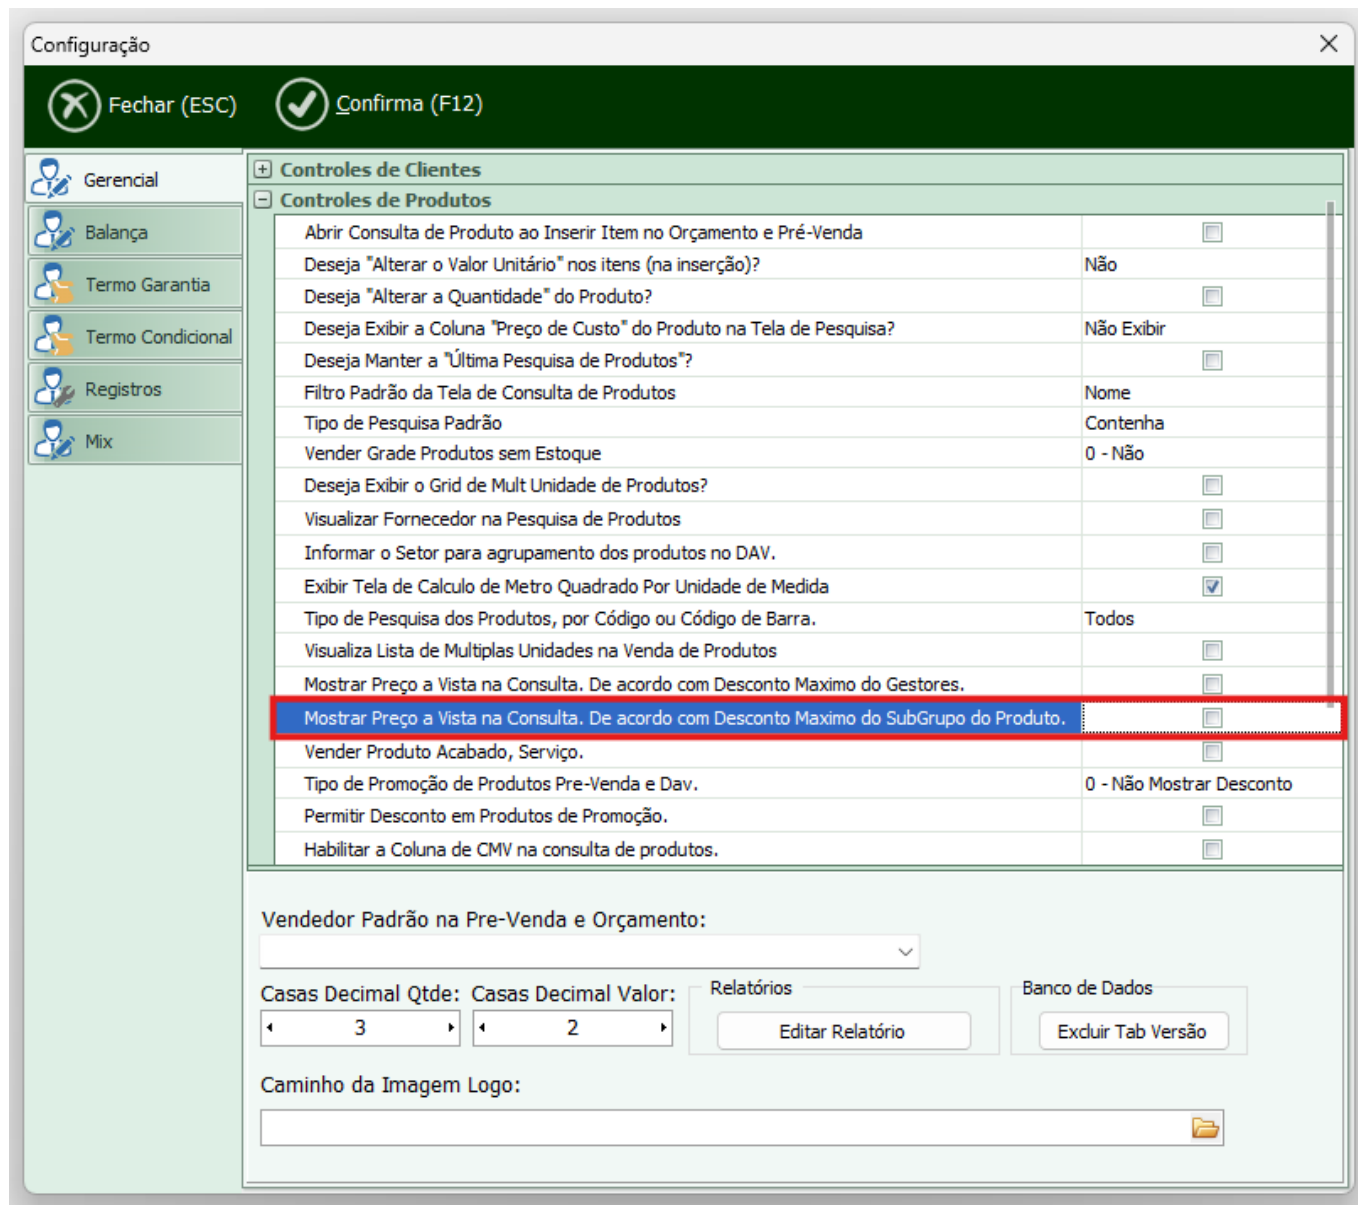 Configuração
Fechar (ESC)
Confirma (F12)
Gerencial
Balança
Termo Garantia
Termo Condicional
Registros
Mix
Controles de Clientes
Controles de Produtos
Abrir Consulta de Produto ao Inserir Item no Orçamento e Pré-Venda
Deseja "Alterar o Valor Unitário" nos itens (na inserção)? Não
Deseja "Alterar a Quantidade" do Produto?
Deseja Exibir a Coluna "Preço de Custo" do Produto na Tela de Pesquisa? Não Exibir
Deseja Manter a "Última Pesquisa de Produtos"?
Filtro Padrão da Tela de Consulta de Produtos Nome
Tipo de Pesquisa Padrão Contenha
Vender Grade Produtos sem Estoque 0 - Não
Deseja Exibir o Grid de Mult Unidade de Produtos?
Visualizar Fornecedor na Pesquisa de Produtos
Informar o Setor para agrupamento dos produtos no DAV.
Exibir Tela de Calculo de Metro Quadrado Por Unidade de Medida
Tipo de Pesquisa dos Produtos, por Código ou Código de Barra. Todos
Visualiza Lista de Multiplas Unidades na Venda de Produtos
Mostrar Preço a Vista na Consulta. De acordo com Desconto Maximo do Gestores.
Mostrar Preço a Vista na Consulta. De acordo com Desconto Maximo do SubGrupo do Produto.
Vender Produto Acabado, Serviço.
Tipo de Promoção de Produtos Pre-Venda e Dav. 0 - Não Mostrar Desconto
Permitir Desconto em Produtos de Promoção.
Habilitar a Coluna de CMV na consulta de produtos.
Vendedor Padrão na Pre-Venda e Orçamento:
Casas Decimal Qtde: Casas Decimal Valor: Relatórios Banco de Dados
3 2 Editar Relatório Excluir Tab Versão
Caminho da Imagem Logo: